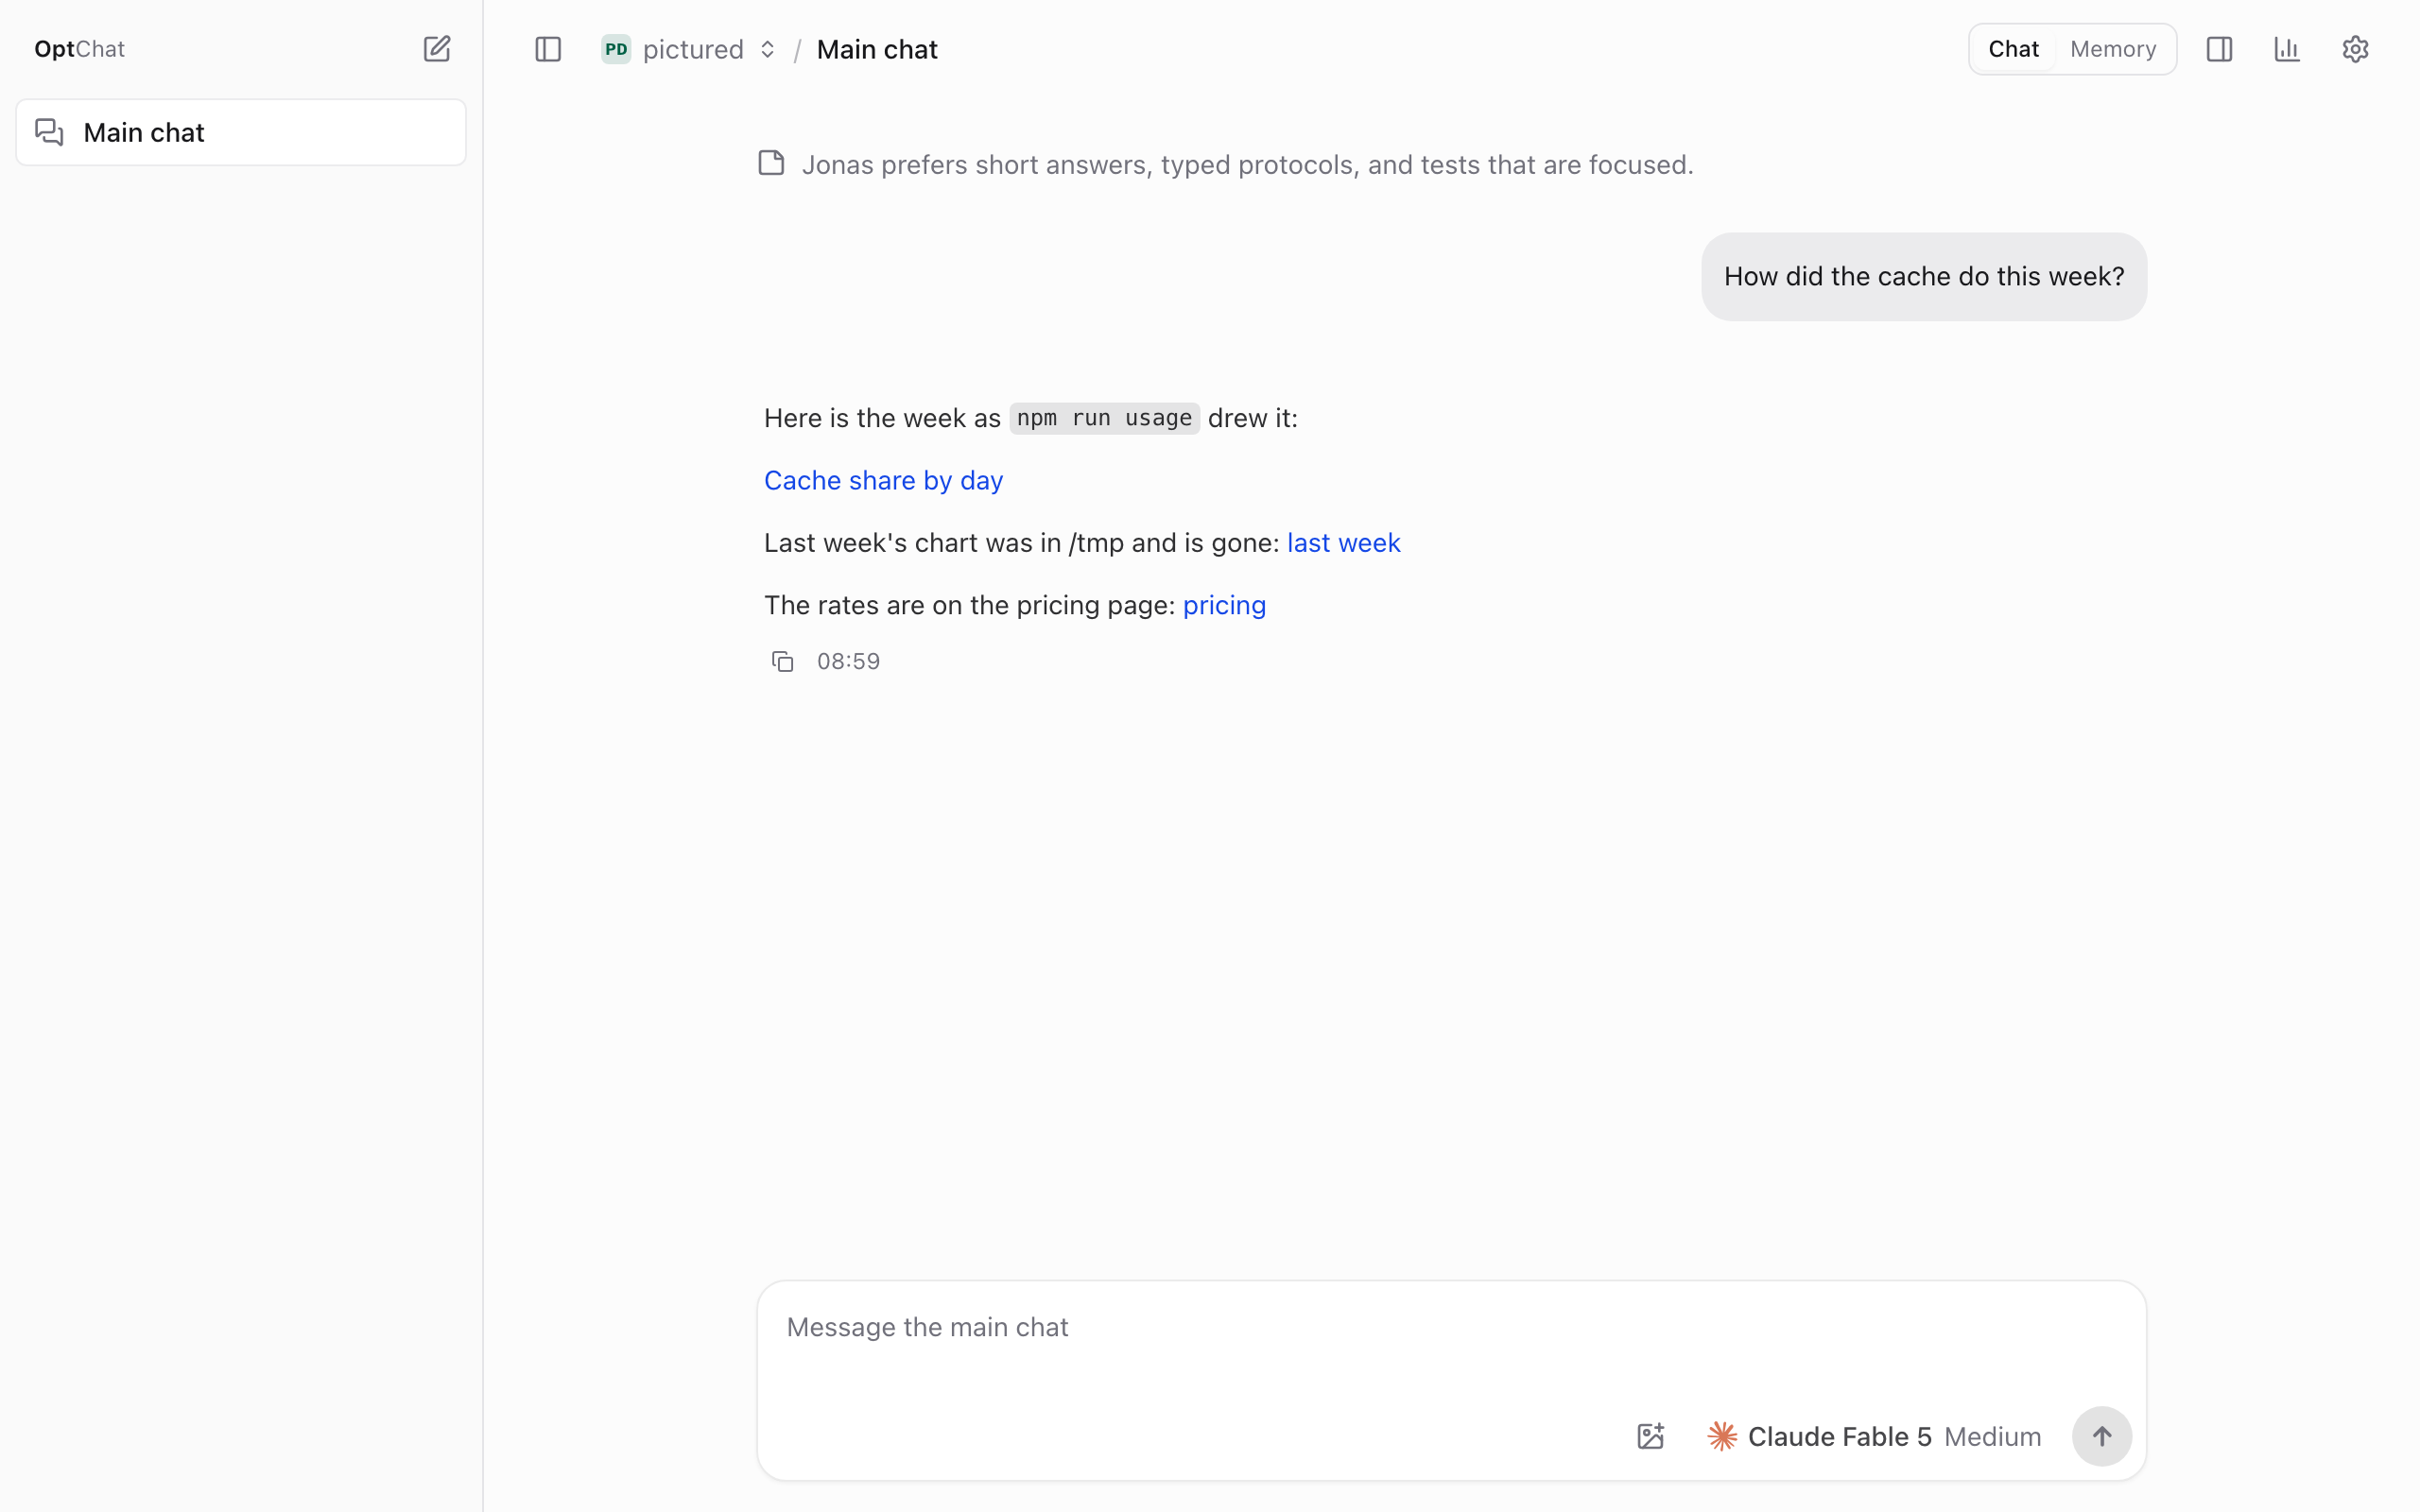 OptChat
Main chat
PD pictured / Main chat
Chat Memory
Jonas prefers short answers, typed protocols, and tests that are focused.
How did the cache do this week?
Here is the week as npm run usage drew it:
Cache share by day
Last week's chart was in /tmp and is gone: last week
The rates are on the pricing page: pricing
08:59
Message the main chat
Claude Fable 5 Medium